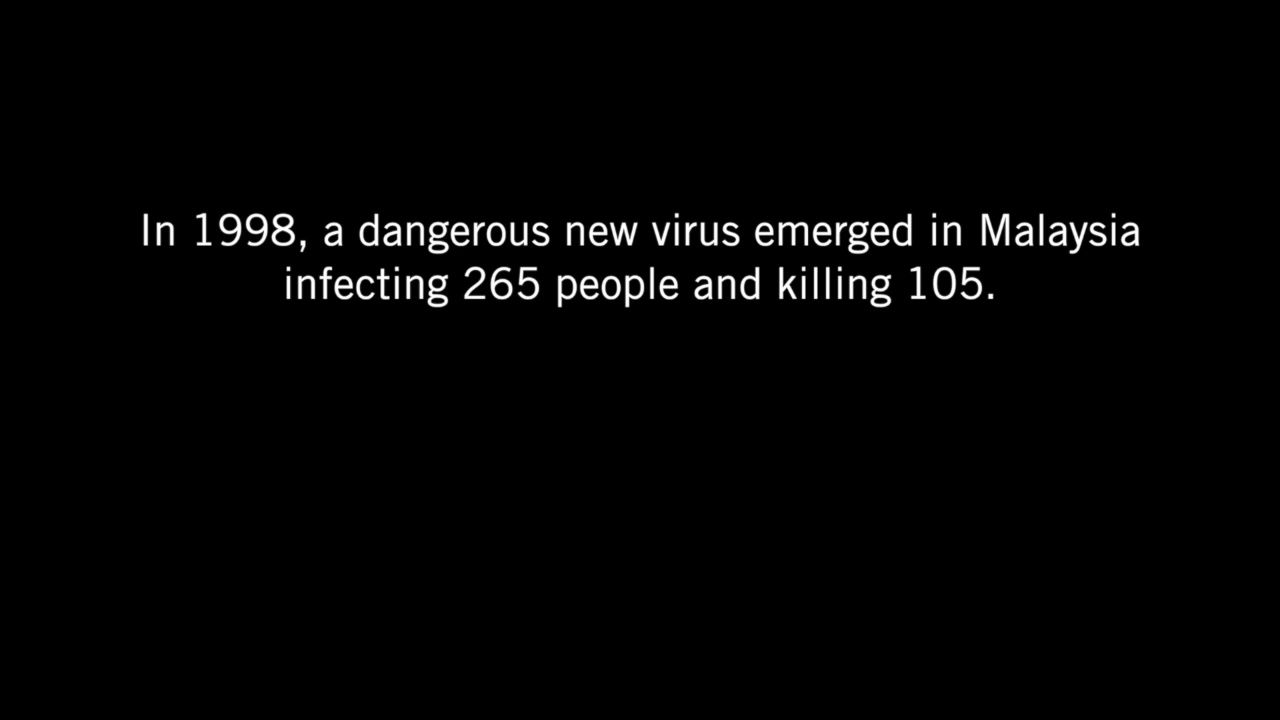 In 1998, a dangerous new virus emerged in Malaysia
infecting 265 people and killing 105.